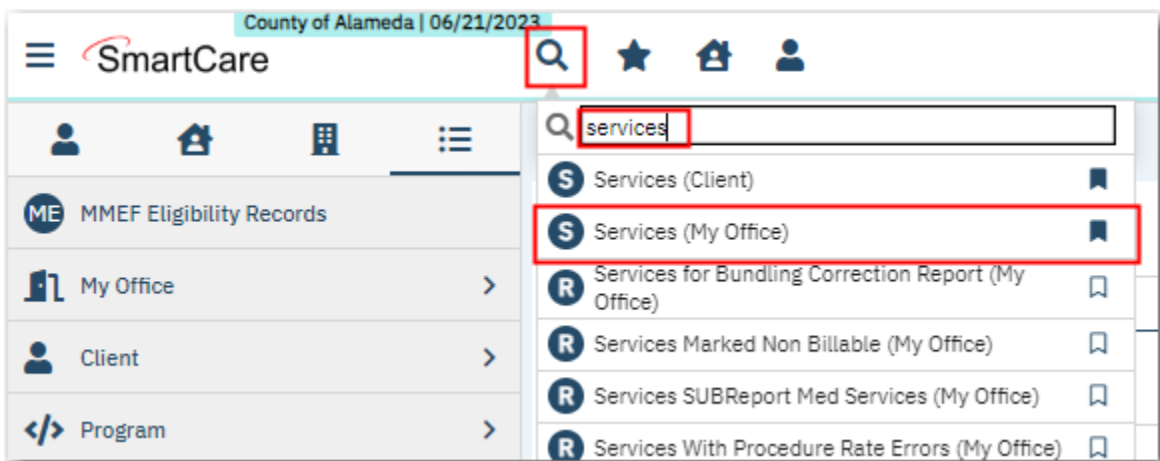 County of Alameda | 06/21/2023
SmartCare
services
S Services (Client)
ME MMEF Eligibility Records
S Services (My Office)
My Office
R Services for Bundling Correction Report (My
Office)
Client
R Services Marked Non Billable (My Office)
R Services SUBReport Med Services (My Office)
</> Program
R Services With Procedure Rate Errors (My Office)